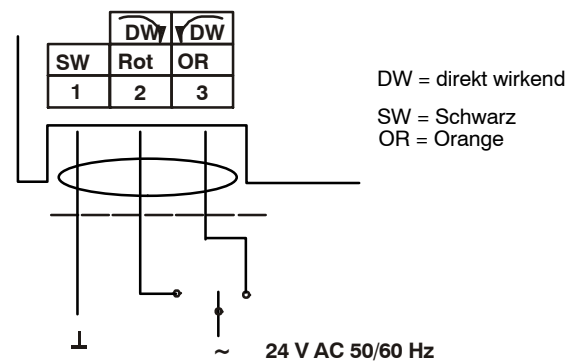 DW DW
SW Rot OR
1 2 3
DW = direkt wirkend
SW = Schwarz
OR = Orange
~ 24 V AC 50/60 Hz